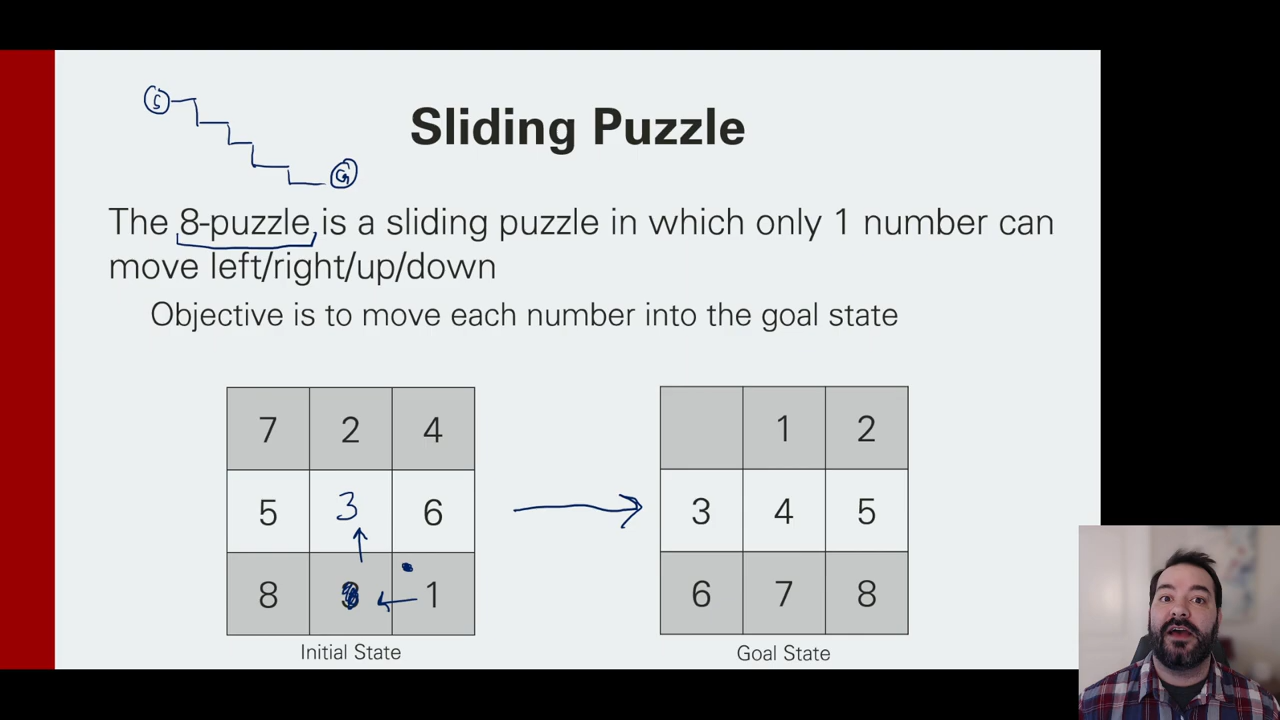 S
G
Sliding Puzzle
The 8-puzzle is a sliding puzzle in which only 1 number can
move left/right/up/down
Objective is to move each number into the goal state
7 2 4
5 3 6
8 3 1
Initial State
1 2
3 4 5
6 7 8
Goal State